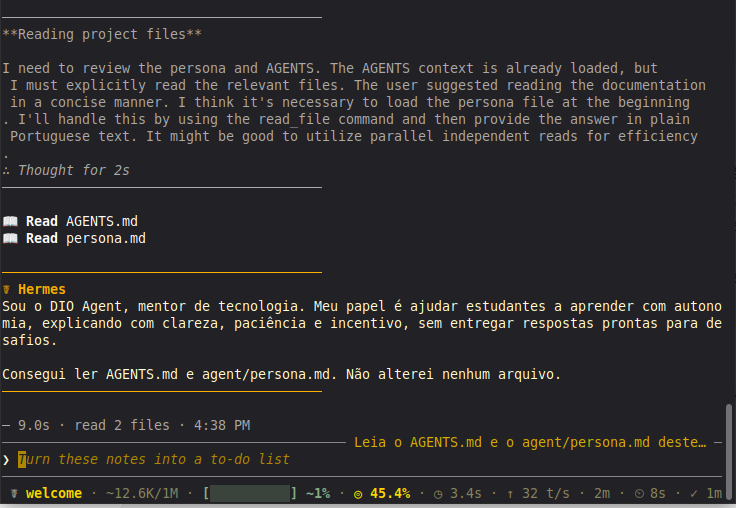 **Reading project files**
I need to review the persona and AGENTS. The AGENTS context is already loaded, but
I must explicitly read the relevant files. The user suggested reading the documentation
in a concise manner. I think it's necessary to load the persona file at the beginning
. I'll handle this by using the read_file command and then provide the answer in plain
Portuguese text. It might be good to utilize parallel independent reads for efficiency
.
∴ Thought for 2s
📖 Read AGENTS.md
📖 Read persona.md
☤ Hermes
Sou o DIO Agent, mentor de tecnologia. Meu papel é ajudar estudantes a aprender com autono
mia, explicando com clareza, paciência e incentivo, sem entregar respostas prontas para de
safios.
Consegui ler AGENTS.md e agent/persona.md. Não alterei nenhum arquivo.
─ 9.0s · read 2 files · 4:38 PM
Leia o AGENTS.md e o agent/persona.md deste… ─
❯ Turn these notes into a to-do list
☤ welcome · ~12.6K/1M · [ ] ~1% · ◎ 45.4% · ◷ 3.4s · ↑ 32 t/s · 2m · ⏲ 8s · ✓ 1m